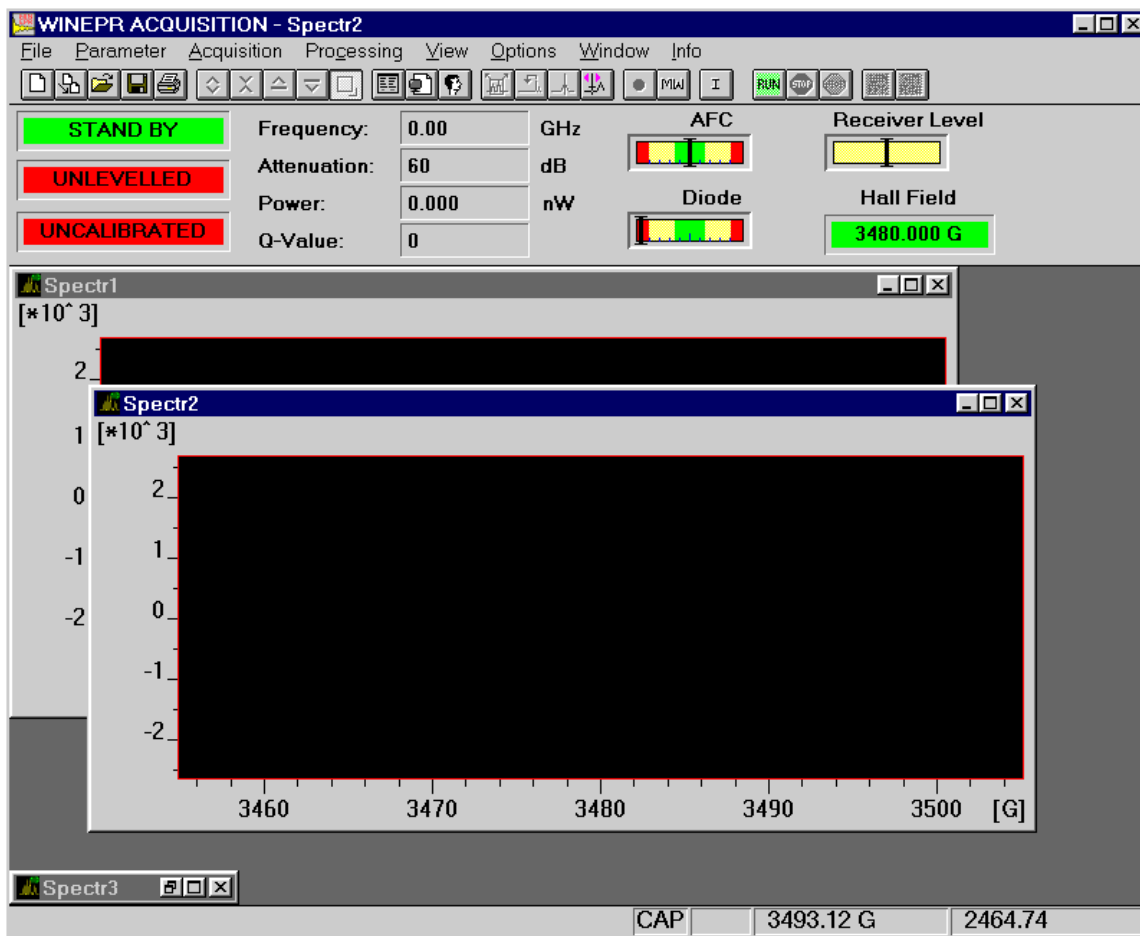 WINEPR ACQUISITION - Spectr2
File Parameter Acquisition Processing View Options Window Info
MW I RUN STOP
STAND BY Frequency: 0.00 GHz AFC Receiver Level
UNLEVELLED Attenuation: 60 dB
Power: 0.000 nW Diode Hall Field
UNCALIBRATED Q-Value: 0 3480.000 G
Spectr1
[*10^ 3]
2
1
0
-1
-2
Spectr2
[*10^ 3]
2
1
0
-1
-2
3460 3470 3480 3490 3500 [G]
Spectr3
CAP 3493.12 G 2464.74